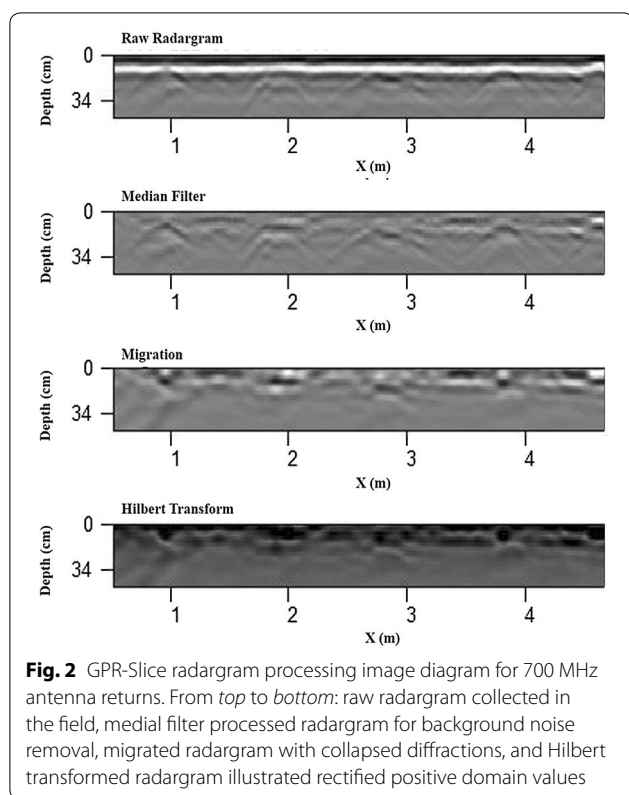 Raw Radargram
0
Depth (cm)
34
1 2 3 4
X (m)
Median Filter
0
Depth (cm)
34
1 2 3 4
X (m)
Migration
0
Depth (cm)
34
1 2 3 4
X (m)
Hilbert Transform
0
Depth (cm)
34
1 2 3 4
X (m)
Fig. 2 GPR-Slice radargram processing image diagram for 700 MHz
antenna returns. From top to bottom: raw radargram collected in
the field, medial filter processed radargram for background noise
removal, migrated radargram with collapsed diffractions, and Hilbert
transformed radargram illustrated rectified positive domain values